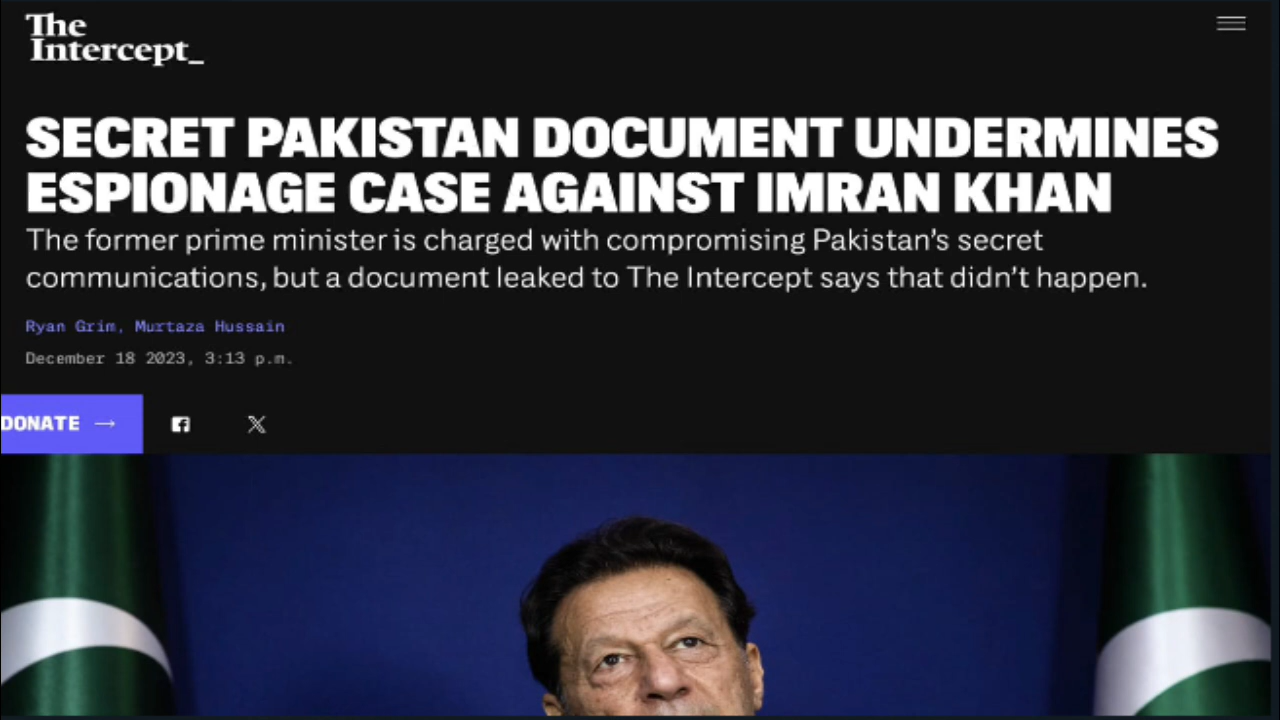 The
Intercept_
SECRET PAKISTAN DOCUMENT UNDERMINES
ESPIONAGE CASE AGAINST IMRAN KHAN
The former prime minister is charged with compromising Pakistan’s secret
communications, but a document leaked to The Intercept says that didn’t happen.
Ryan Grim, Murtaza Hussain
December 18 2023, 3:13 p.m.
DONATE →